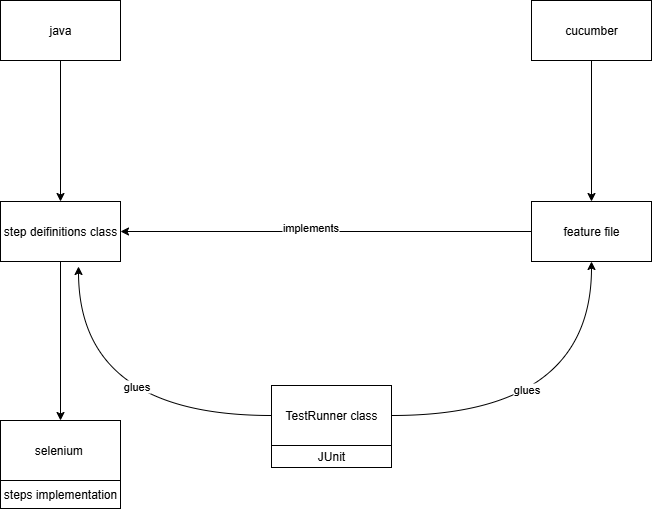 java
cucumber
step deifinitions class
implements
feature file
glues
glues
TestRunner class
JUnit
selenium
steps implementation